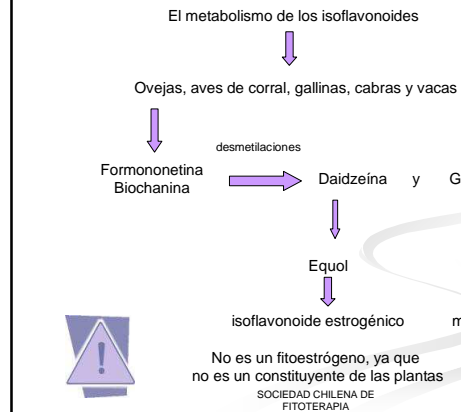 El metabolismo de los isoflavonoides
Ovejas, aves de corral, gallinas, cabras y vacas
desmetilaciones
Formononetina
Biochanina
Daidzeína y G
Equol
isoflavonoide estrogénico m
No es un fitoestrógeno, ya que
no es un constituyente de las plantas
SOCIEDAD CHILENA DE
FITOTERAPIA